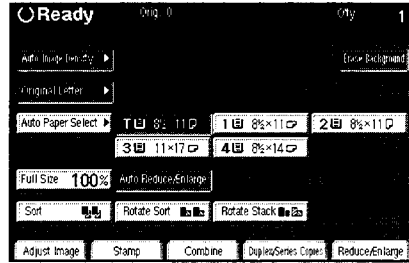 Ready Orig. 0 Qty 1
Auto Image Density Erase Background
Original: Letter
Auto Paper Select T 8½ 11 1 8½×11 2 8½×11
3 11×17 4 8½×14
Full Size 100% Auto Reduce/Enlarge
Sort Rotate Sort Rotate Stack
Adjust Image Stamp Combine Duplex/Series Copies Reduce/Enlarge